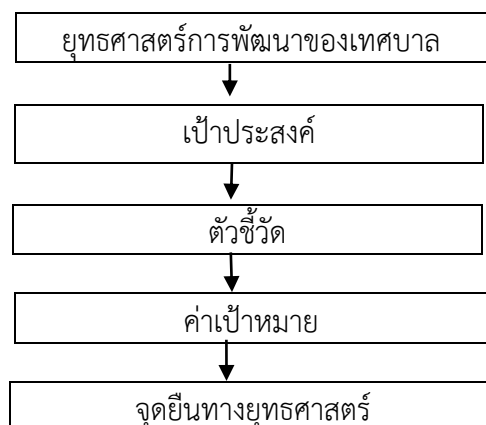 ยุทธศาสตร์การพัฒนาของเทศบาล
เป้าประสงค์
ตัวชี้วัด
ค่าเป้าหมาย
จุดยืนทางยุทธศาสตร์